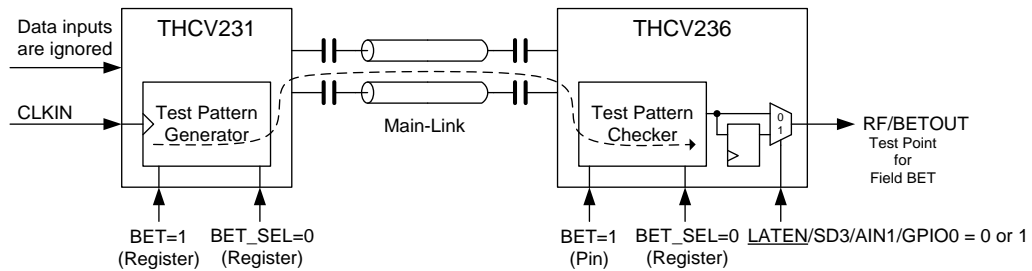 Data inputs
are ignored
THCV231
THCV236
CLKIN
Test Pattern
Generator
Main-Link
Test Pattern
Checker
0
1
RF/BETOUT
Test Point
for
Field BET
BET=1
(Register)
BET_SEL=0
(Register)
BET=1
(Pin)
BET_SEL=0
(Register)
LATEN/SD3/AIN1/GPIO0 = 0 or 1